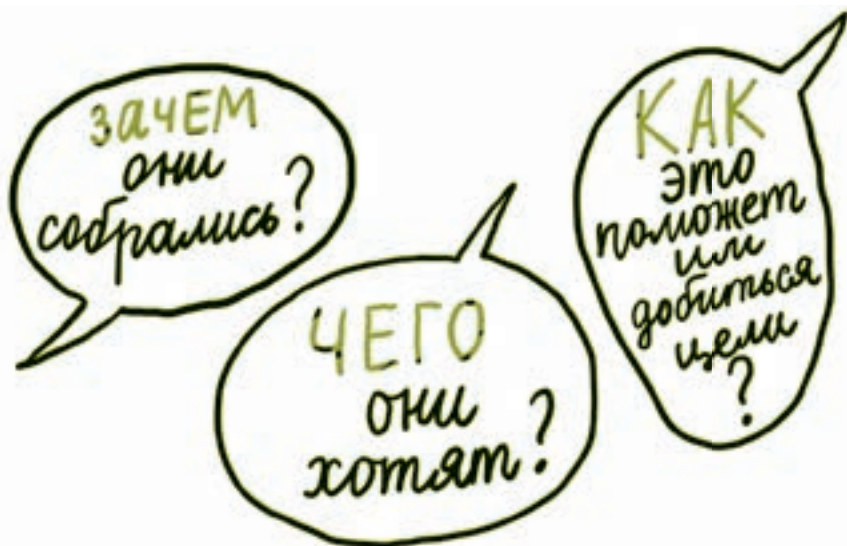 зачЕМ
они
собрались?
ЧЕГО
они
хотят?
КАК
это
поможет
им
добиться
цели
?